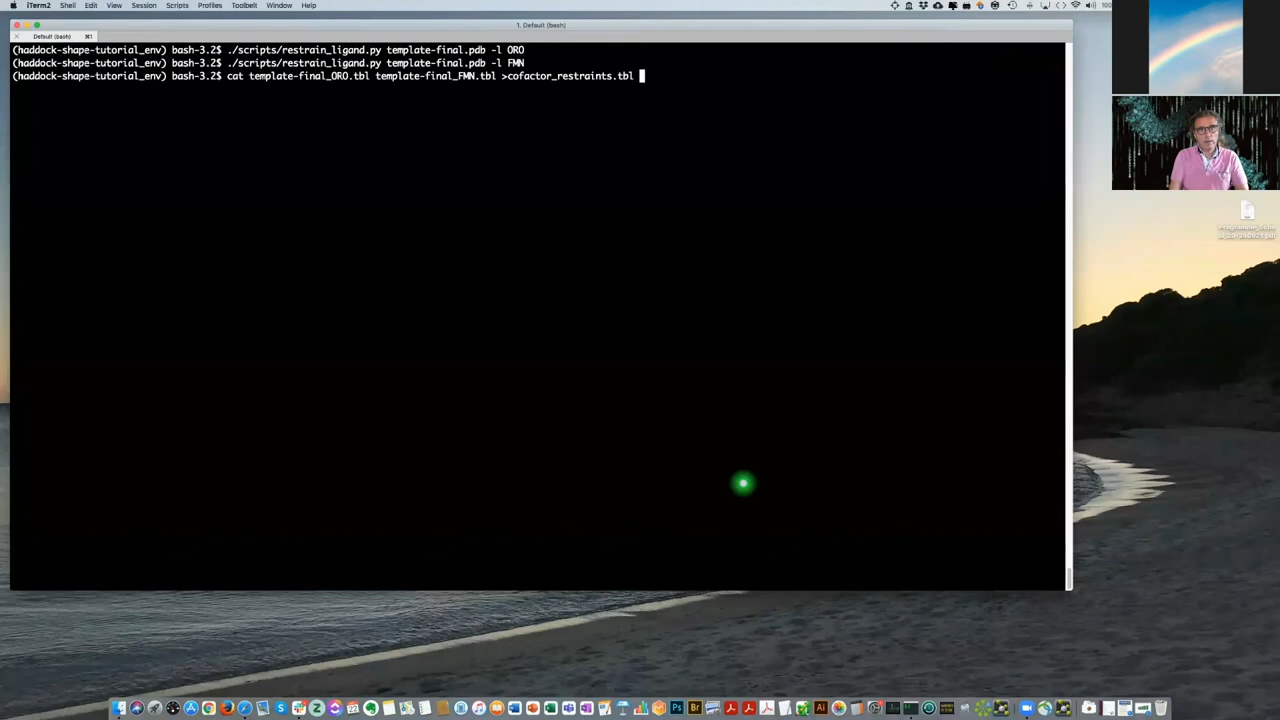 iTerm2 Shell Edit View Session Scripts Profiles Toolbelt Window Help
1. Default (bash)
Default (bash) ⌘1
(haddock-shape-tutorial_env) bash-3.2$ ./scripts/restrain_ligand.py template-final.pdb -l ORO
(haddock-shape-tutorial_env) bash-3.2$ ./scripts/restrain_ligand.py template-final.pdb -l FMN
(haddock-shape-tutorial_env) bash-3.2$ cat template-final_ORO.tbl template-final_FMN.tbl >cofactor_restraints.tbl